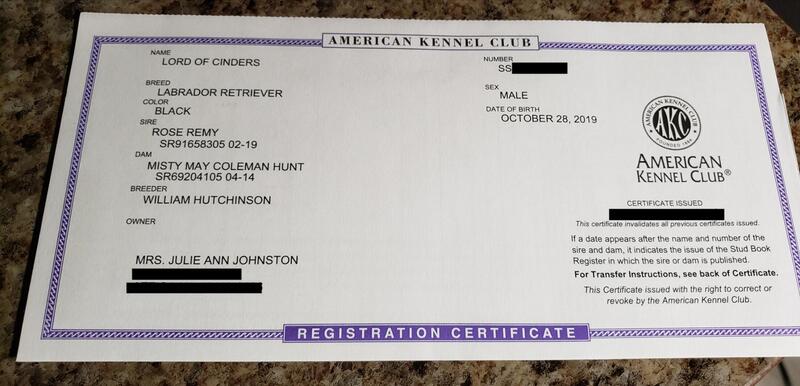 AMERICAN KENNEL CLUB
NAME
LORD OF CINDERS
NUMBER
SS
BREED
LABRADOR RETRIEVER
SEX
MALE
COLOR
BLACK
DATE OF BIRTH
OCTOBER 28, 2019
SIRE
ROSE REMY
SR91658305 02-19
DAM
MISTY MAY COLEMAN HUNT
SR69204105 04-14
BREEDER
WILLIAM HUTCHINSON
OWNER
MRS. JULIE ANN JOHNSTON
AMERICAN KENNEL CLUB
AKC
FOUNDED 1884
AMERICAN
KENNEL CLUB®
CERTIFICATE ISSUED
This certificate invalidates all previous certificates issued.
If a date appears after the name and number of the
sire and dam, it indicates the issue of the Stud Book
Register in which the sire or dam is published.
For Transfer Instructions, see back of Certificate.
This Certificate issued with the right to correct or
revoke by the American Kennel Club.
REGISTRATION CERTIFICATE